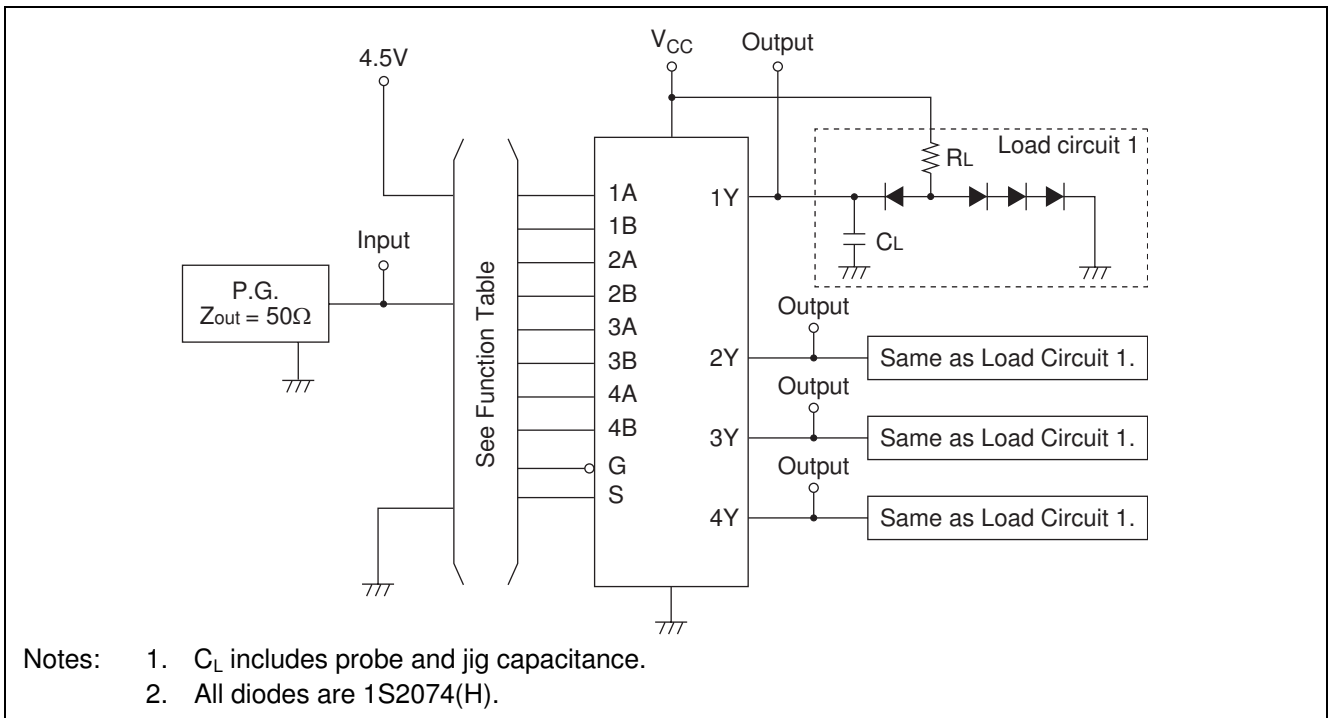 4.5V
VCC
Output
Load circuit 1
RL
1A
1Y
1B
CL
Input
2A
2B
P.G.
Zout = 50Ω
3A
3B
4A
4B
G
S
See Function Table
Output
2Y
Same as Load Circuit 1.
Output
3Y
Same as Load Circuit 1.
Output
4Y
Same as Load Circuit 1.
Notes: 1. CL includes probe and jig capacitance.
2. All diodes are 1S2074(H).